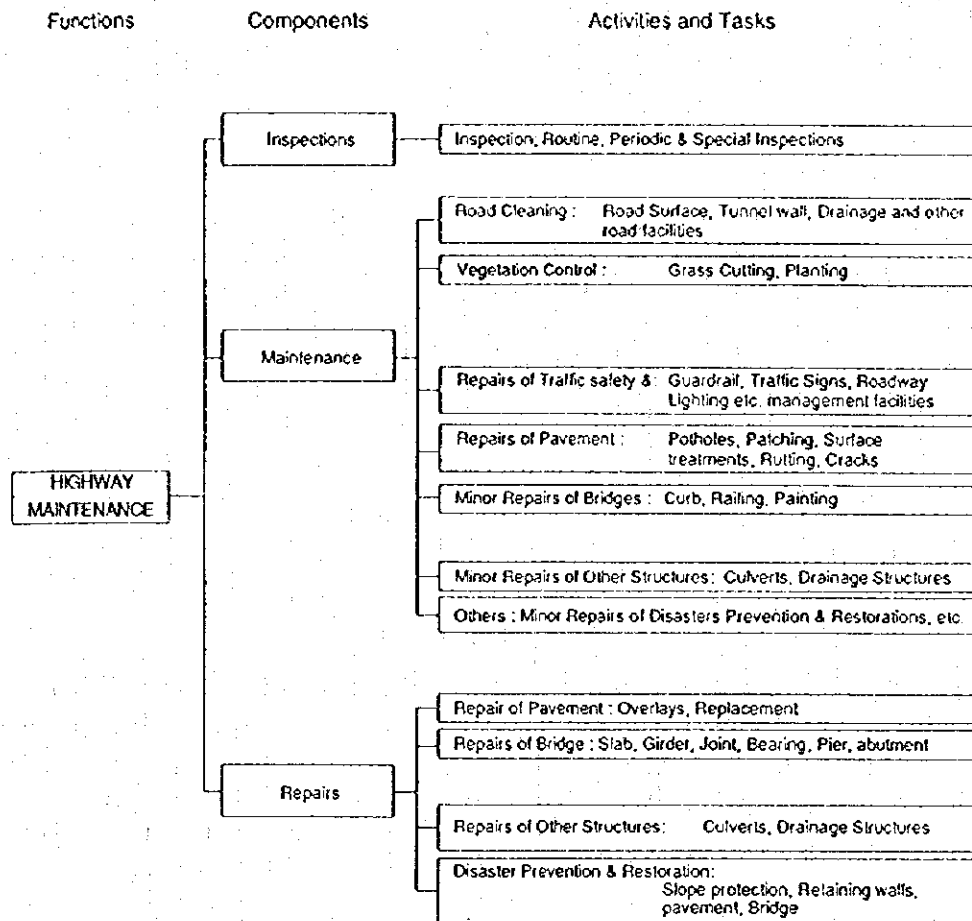 Functions Components Activities and Tasks
Inspections
Inspection; Routine, Periodic & Special Inspections
Road Cleaning : Road Surface, Tunnel wall, Drainage and other
road facilities
Vegetation Control : Grass Cutting, Planting
Maintenance
Repairs of Traffic safety &: Guardrail, Traffic Signs, Roadway
Lighting etc. management facilities
Repairs of Pavement : Potholes, Patching, Surface
treatments, Rutting, Cracks
HIGHWAY
MAINTENANCE
Minor Repairs of Bridges : Curb, Railing, Painting
Minor Repairs of Other Structures : Culverts, Drainage Structures
Others : Minor Repairs of Disasters Prevention & Restorations, etc.
Repair of Pavement : Overlays, Replacement
Repairs of Bridge : Slab, Girder, Joint, Bearing, Pier, abutment
Repairs
Repairs of Other Structures: Culverts, Drainage Structures
Disaster Prevention & Restoration:
Slope protection, Retaining walls,
pavement, Bridge